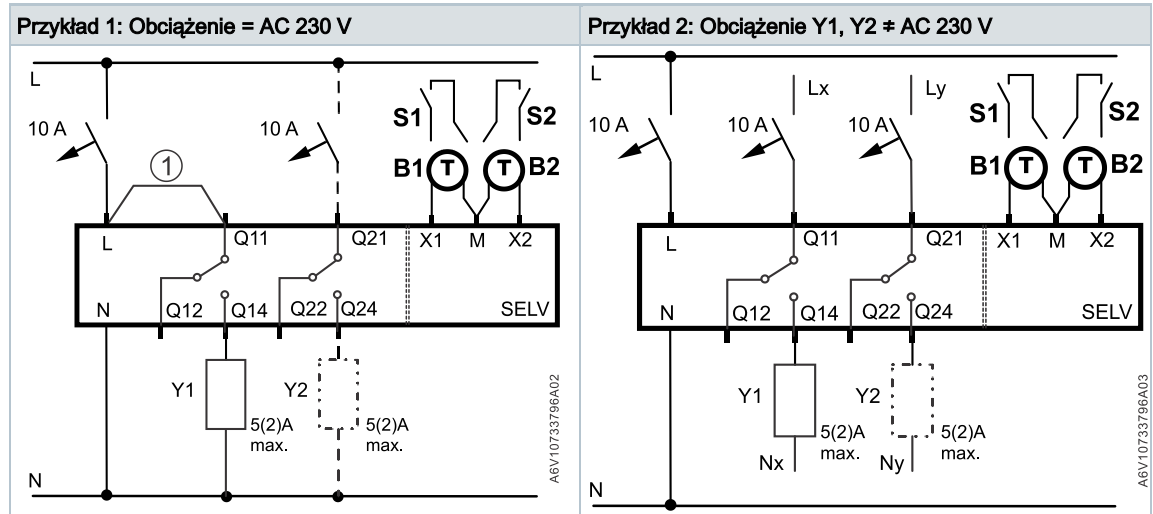 Przykład 1: Obciążenie = AC 230 V
L
10 A
10 A
1
S1
S2
B1
T
T
B2
L
Q11
Q21
X1
M
X2
N
Q12
Q14
Q22
Q24
SELV
Y1
5(2)A
max.
Y2
5(2)A
max.
N
A6V10733796A02
Przykład 2: Obciążenie Y1, Y2 ≠ AC 230 V
L
Lx
Ly
10 A
10 A
10 A
S1
S2
B1
T
T
B2
L
Q11
Q21
X1
M
X2
N
Q12
Q14
Q22
Q24
SELV
Y1
5(2)A
max.
Y2
5(2)A
max.
Nx
Ny
N
A6V10733796A03